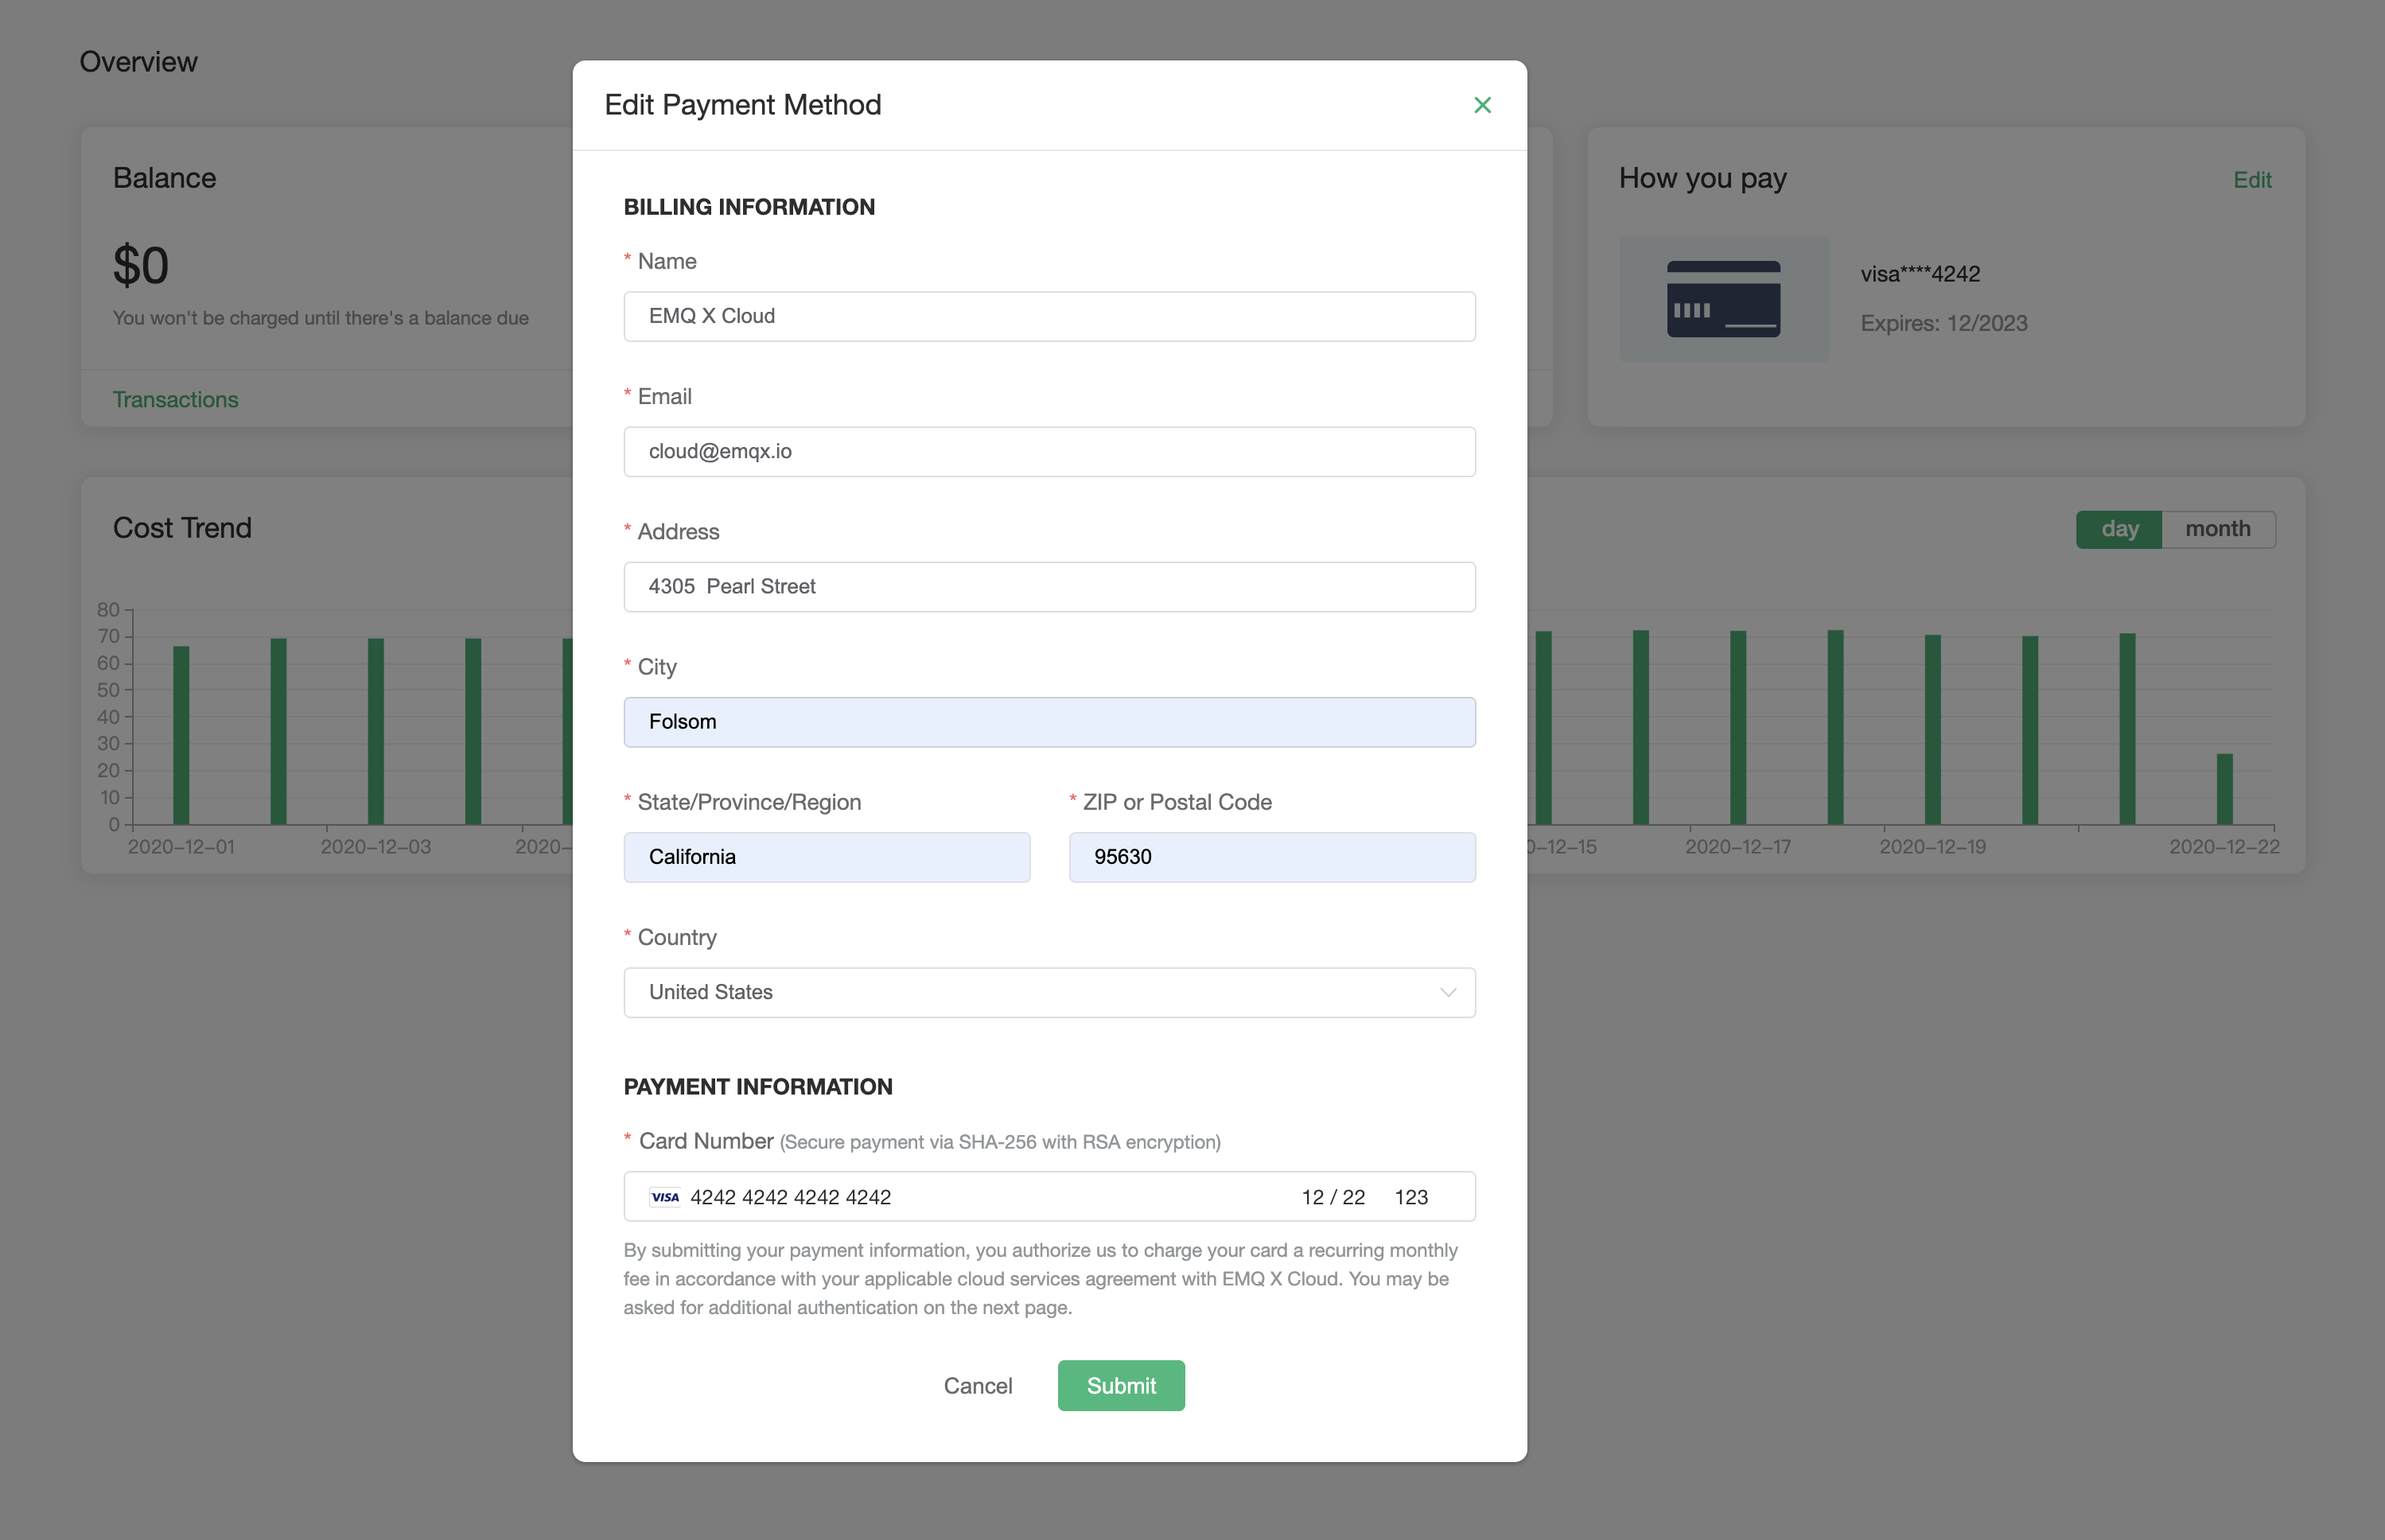 Overview
Edit Payment Method
Balance
How you pay
Edit
BILLING INFORMATION
* Name
$0
visa****4242
EMQ X Cloud
You won't be charged until there's a balance due
Expires: 12/2023
* Email
Transactions
cloud@emqx.io
Cost Trend
* Address
day
month
4305  Pearl Street
80
70
60
50
40
30
20
10
0
* City
Folsom
* State/Province/Region
* ZIP or Postal Code
2020-12-01
2020-12-03
2020-
0-12-15
2020-12-17
2020-12-19
2020-12-22
California
95630
* Country
United States
PAYMENT INFORMATION
* Card Number (Secure payment via SHA-256 with RSA encryption)
VISA 4242 4242 4242 4242 12 / 22 123
By submitting your payment information, you authorize us to charge your card a recurring monthly
fee in accordance with your applicable cloud services agreement with EMQ X Cloud. You may be
asked for additional authentication on the next page.
Cancel
Submit